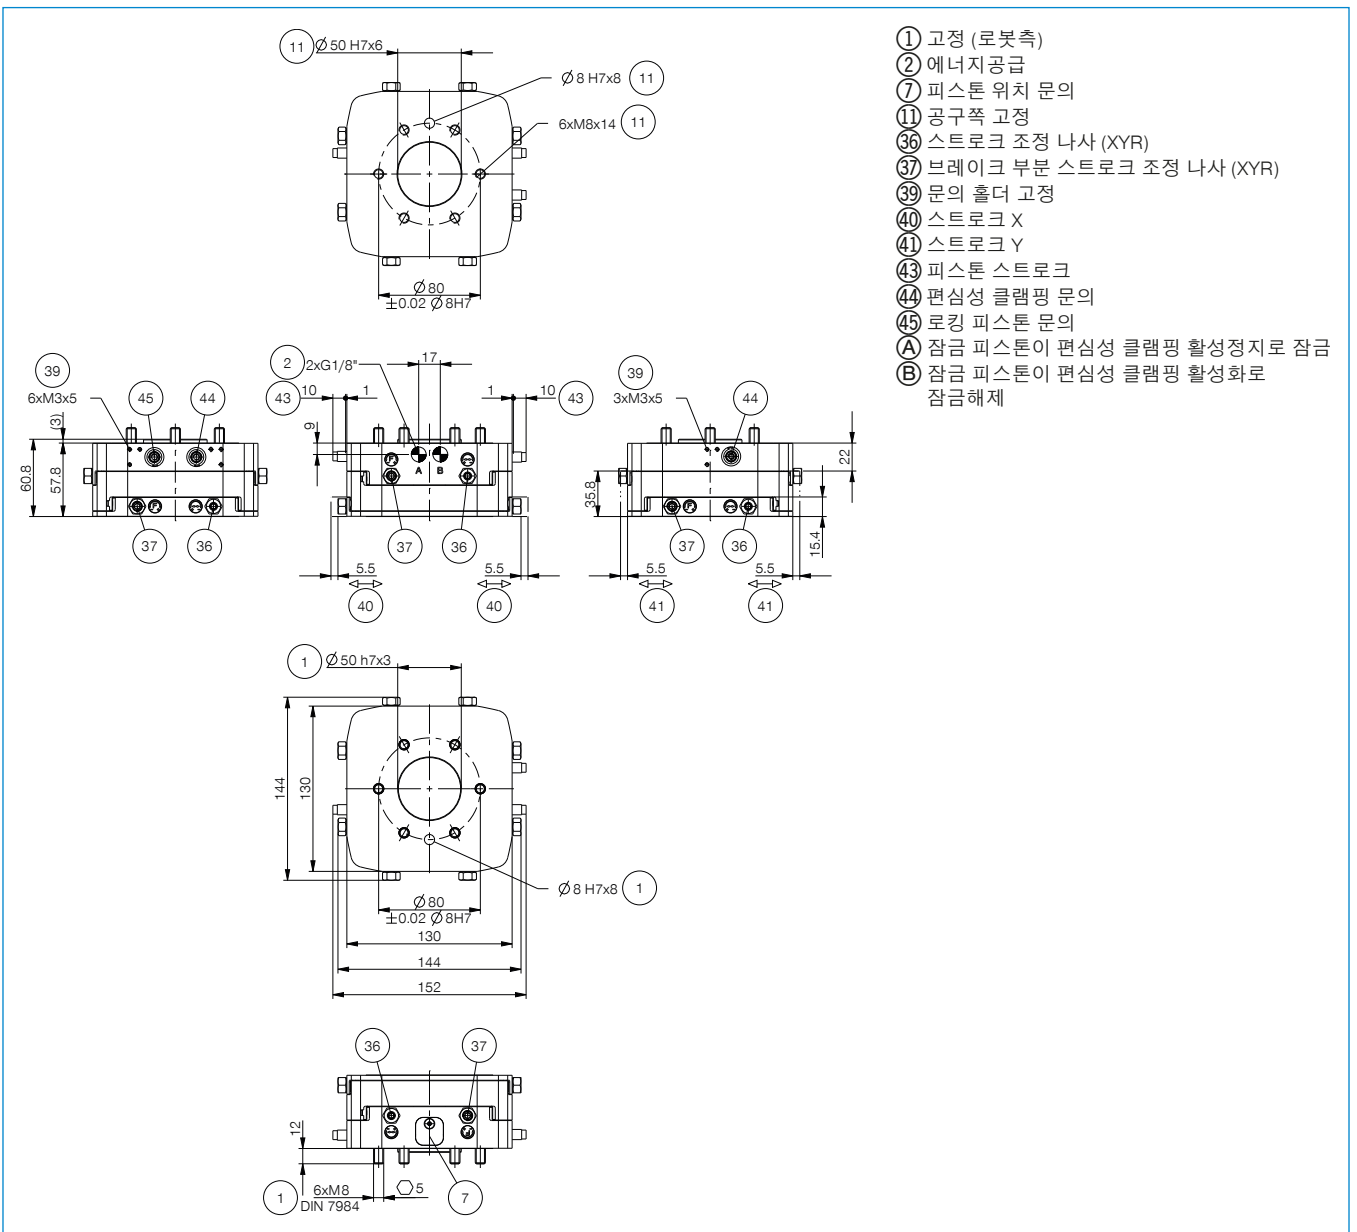 11 Ø 50 H7x6
Ø 8 H7x8 11
6xM8x14 11
Ø 80
±0.02 Ø 8H7
1 고정 (로봇측)
2 에너지공급
7 피스톤 위치 문의
11 공구쪽 고정
36 스트로크 조정 나사 (XYR)
37 브레이크 부분 스트로크 조정 나사 (XYR)
39 문의 홀더 고정
40 스트로크 X
41 스트로크 Y
43 피스톤 스트로크
44 편심성 클램핑 문의
45 로킹 피스톤 문의
A 잠금 피스톤이 편심성 클램핑 활성정지로 잠금
B 잠금 피스톤이 편심성 클램핑 활성화로
잠금해제
39
6xM3x5
45
44
(3)
60.8
57.8
37
36
2 2xG1/8"
17
43
10
1
9
A B
1
10
43
37
36
5.5
5.5
40
40
39
3xM3x5
44
22
35.8
15.4
37
36
5.5
5.5
41
41
1 Ø 50 h7x3
144
130
Ø 8 H7x8 1
Ø 80
±0.02 Ø 8H7
130
144
152
36
37
12
1
6xM8
DIN 7984
5
7